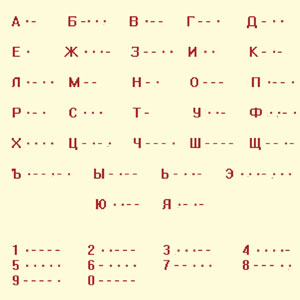 А ·- Б -··· В ·-- Г --· Д -··
Е · Ж ···- З --·· И ·· К -·-
Л ·-·· М -- Н -· О --- П ·--·
Р ·-· С ··· Т - У ··- Ф ··-·
Х ···· Ц -·-· Ч ---· Ш ---- Щ --·-
Ъ ·--·-· Ы -·-- Ь -··- Э ··-··
Ю ··-- Я ·-·-
1 ·---- 2 ··--- 3 ···-- 4 ····-
5 ····· 6 -···· 7 --··· 8 ---··
9 ----· 0 -----